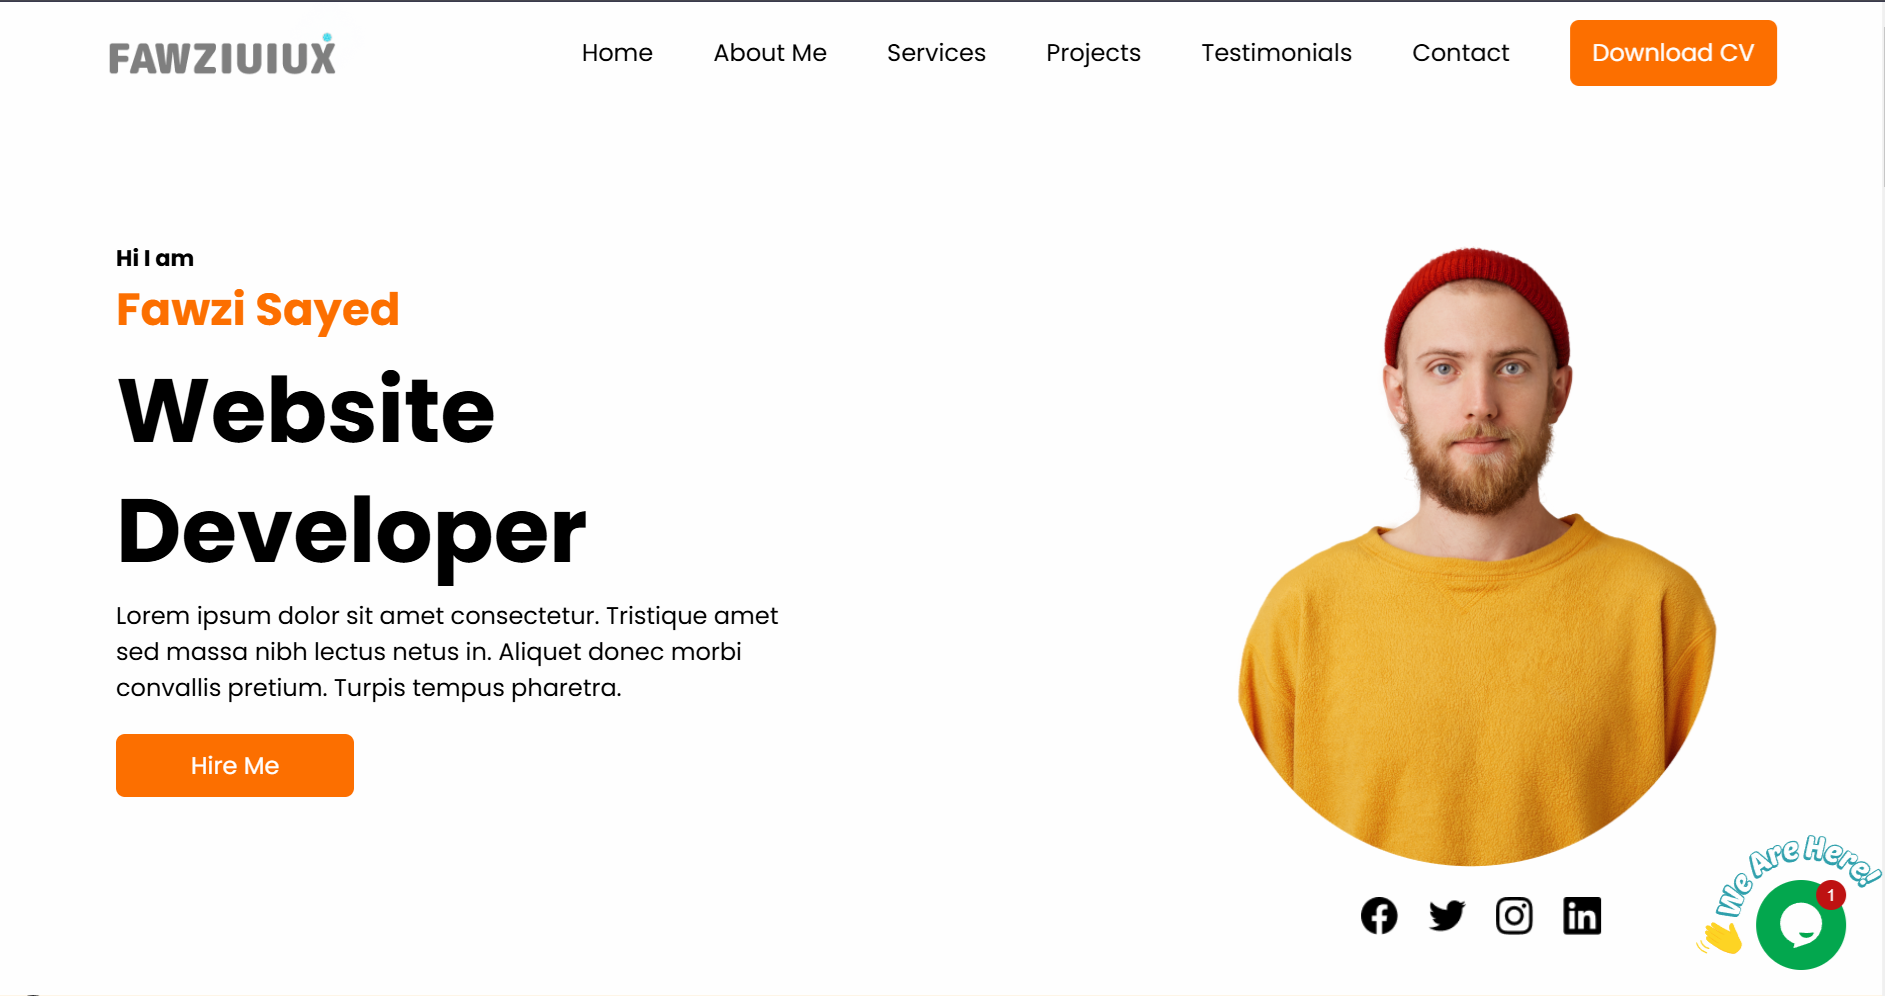 FAWZIUIUX
Home
About Me
Services
Projects
Testimonials
Contact
Download CV
Hi I am
Fawzi Sayed
Website
Developer
Lorem ipsum dolor sit amet consectetur. Tristique amet
sed massa nibh lectus netus in. Aliquet donec morbi
convallis pretium. Turpis tempus pharetra.
Hire Me
in
We Are Here!
1